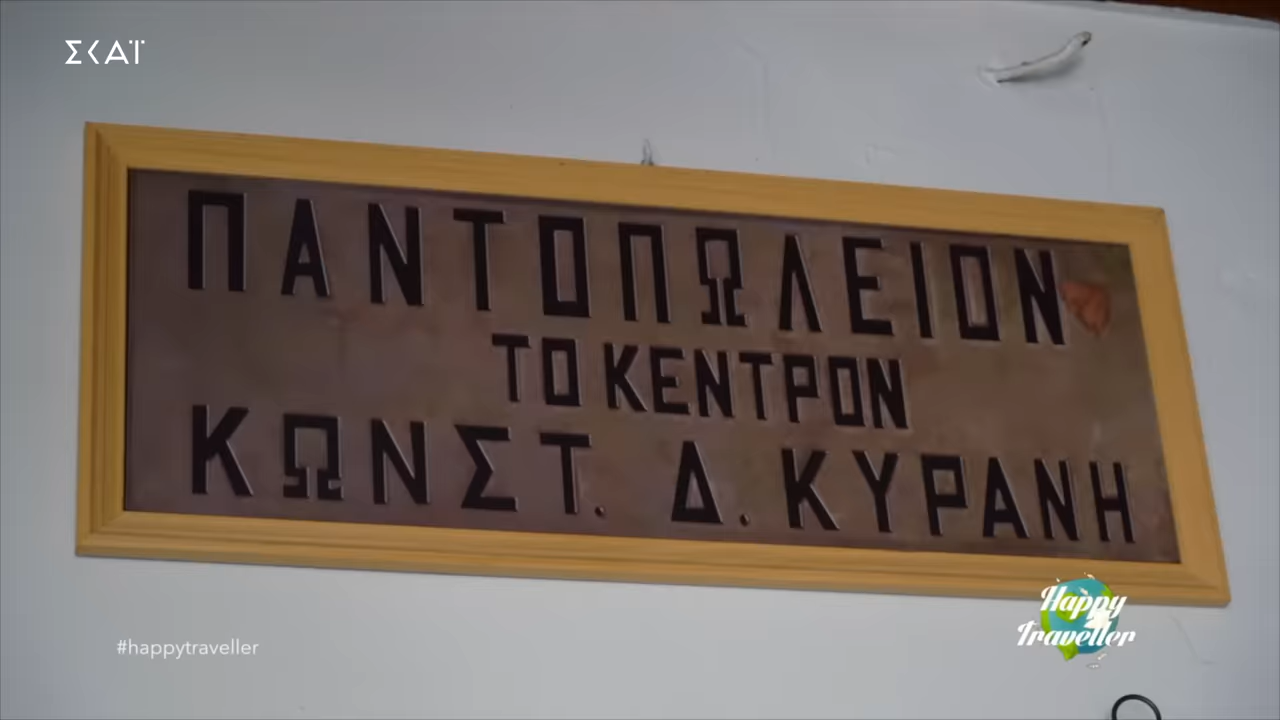 ΣΚΑΪ
ΠΑΝΤΟΠΩΛΕΙΟΝ
ΤΟ ΚΕΝΤΡΟΝ
ΚΩΝΣΤ. Δ. ΚΥΡΑΝΗ
Happy
Traveller
#happytraveller